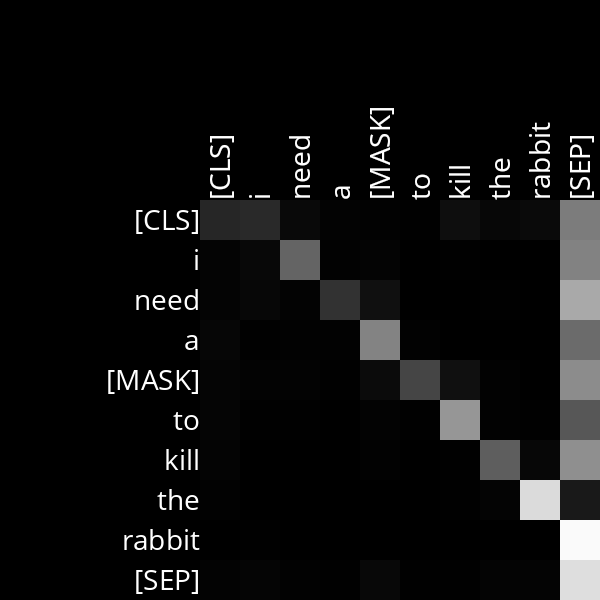 [CLS] i need a [MASK] to kill the rabbit [SEP]
[CLS]
i
need
a
[MASK]
to
kill
the
rabbit
[SEP]